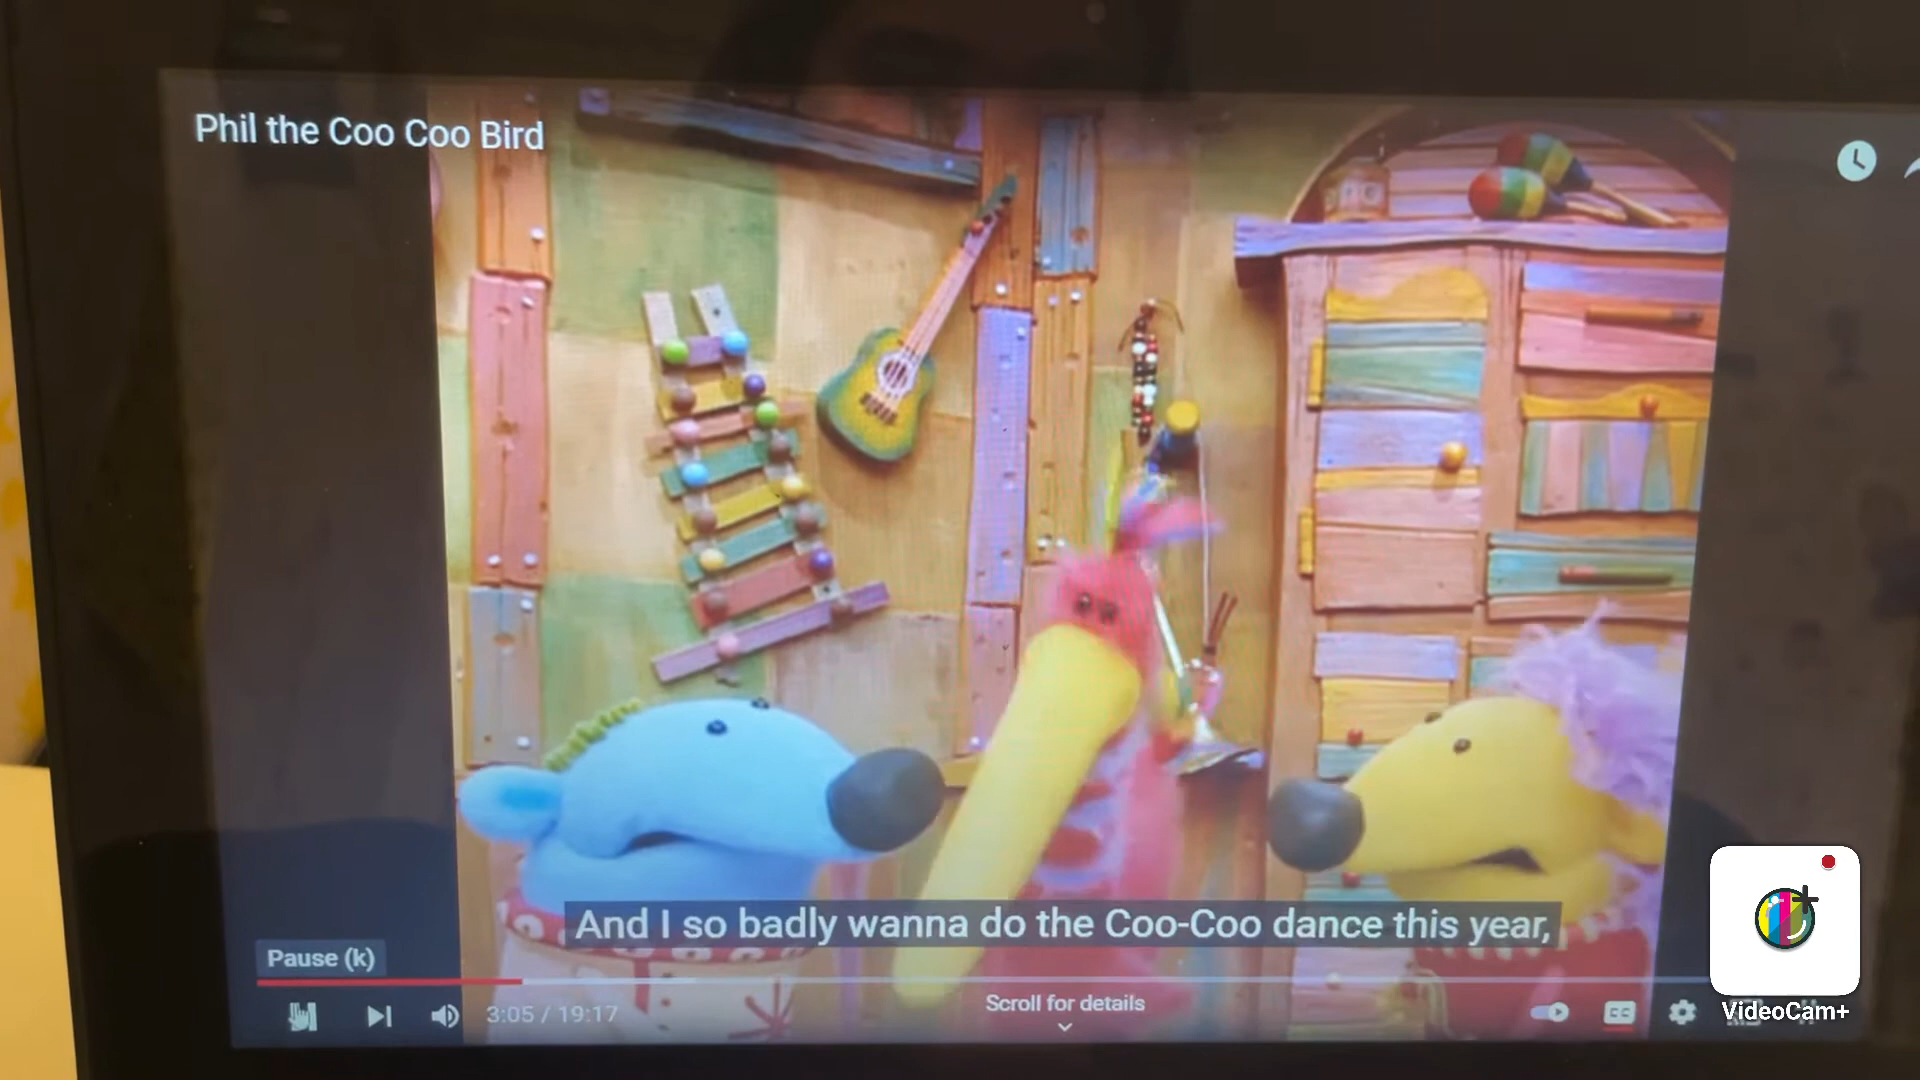 Phil the Coo Coo Bird
And I so badly wanna do the Coo-Coo dance this year,
Pause (k)
3:05 / 19:17
Scroll for details
CC
VideoCam+